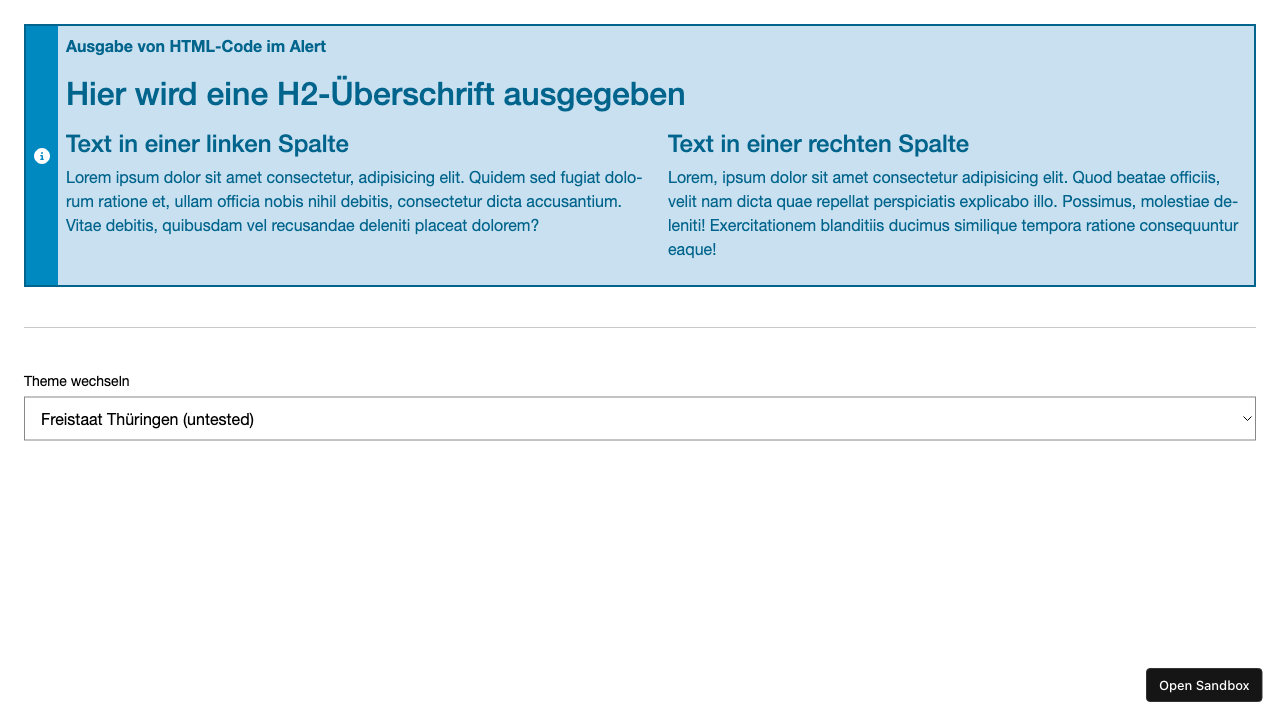 Ausgabe von HTML-Code im Alert
Hier wird eine H2-Überschrift ausgegeben
Text in einer linken Spalte
Lorem ipsum dolor sit amet consectetur, adipisicing elit. Quidem sed fugiat dolo-
rum ratione et, ullam officia nobis nihil debitis, consectetur dicta accusantium.
Vitae debitis, quibusdam vel recusandae deleniti placeat dolorem?
Text in einer rechten Spalte
Lorem, ipsum dolor sit amet consectetur adipisicing elit. Quod beatae officiis,
velit nam dicta quae repellat perspiciatis explicabo illo. Possimus, molestiae de-
leniti! Exercitationem blanditiis ducimus similique tempora ratione consequuntur
eaque!
Theme wechseln
Freistaat Thüringen (untested)
Open Sandbox